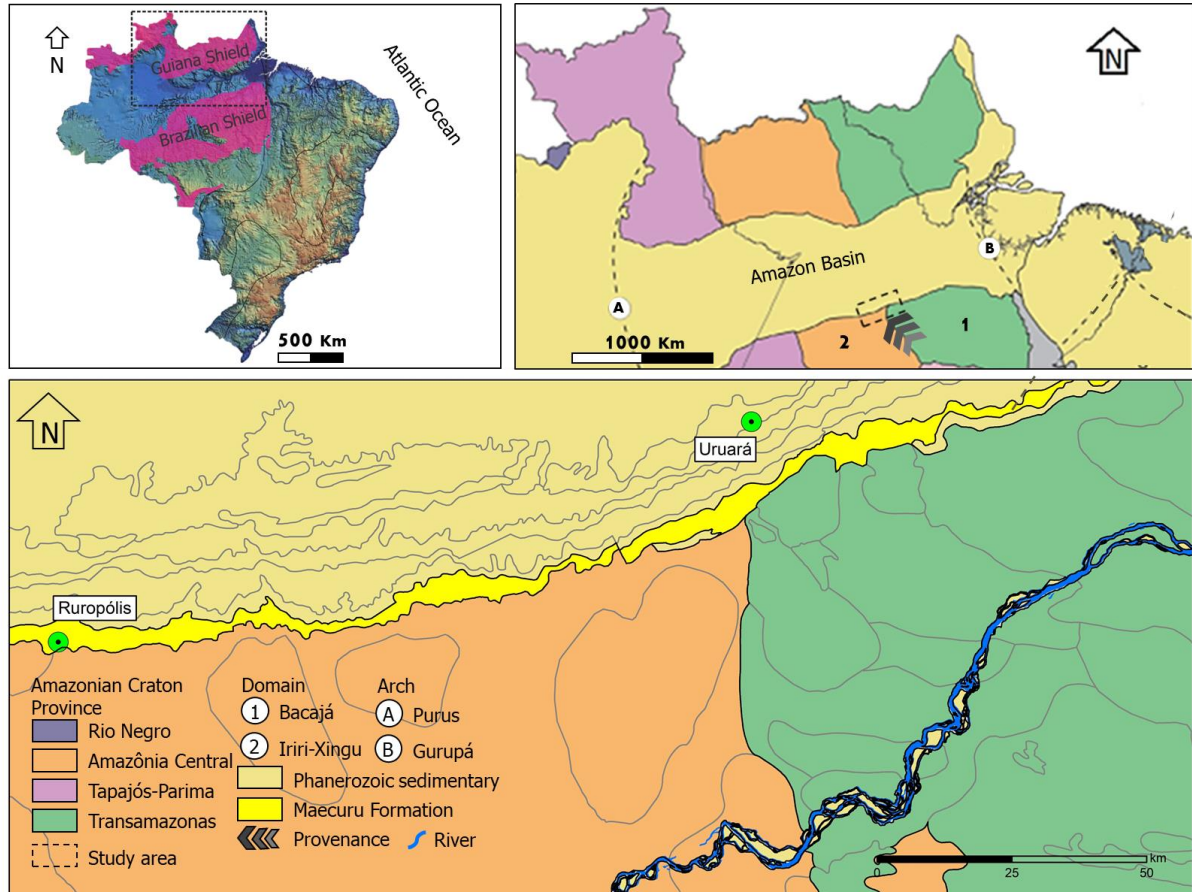 N
Guiana Shield
Brazilian Shield
Atlantic Ocean
500 Km
N
Amazon Basin
A
B
1
2
1000 Km
N
Uruará
Ruropólis
Amazonian Craton
Province
Rio Negro
Amazônia Central
Tapajós-Parima
Transamazonas
Study area
Domain
1 Bacajá
2 Iriri-Xingu
Arch
A Purus
B Gurupá
Phanerozoic sedimentary
Maecuru Formation
Provenance
River
km
0 25 50